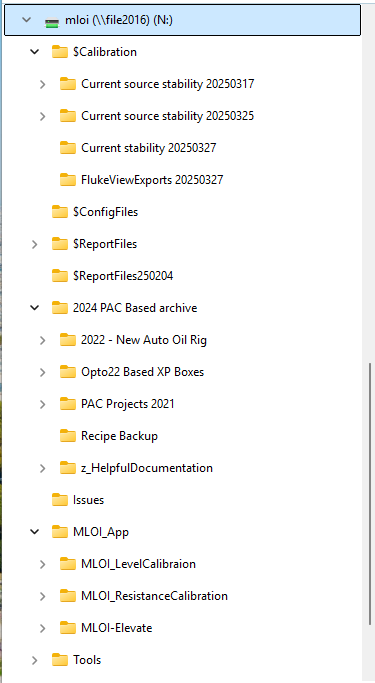 mloi (\\file2016) (N:)
$Calibration
Current source stability 20250317
Current source stability 20250325
Current stability 20250327
FlukeViewExports 20250327
$ConfigFiles
$ReportFiles
$ReportFiles250204
2024 PAC Based archive
2022 - New Auto Oil Rig
Opto22 Based XP Boxes
PAC Projects 2021
Recipe Backup
z_HelpfulDocumentation
Issues
MLOI_App
MLOI_LevelCalibraion
MLOI_ResistanceCalibration
MLOI-Elevate
Tools